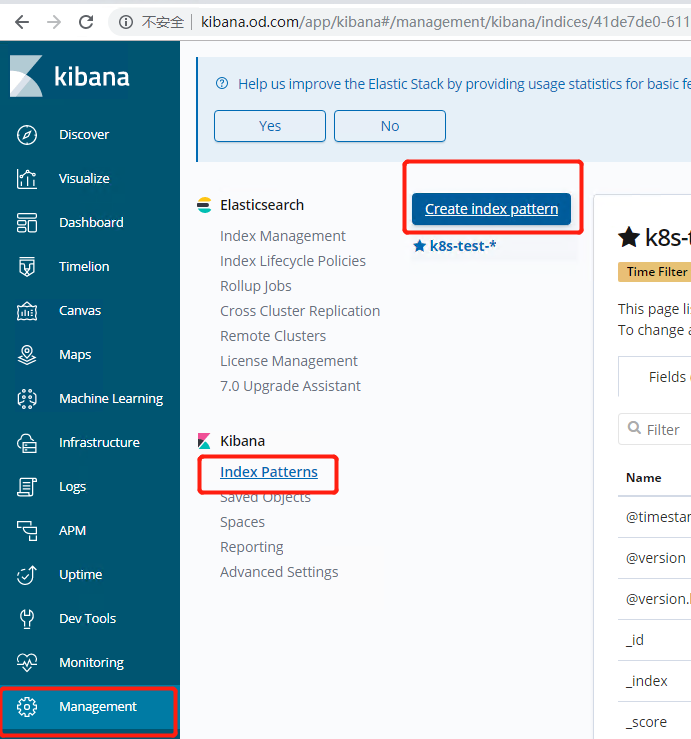 不安全 kibana.od.com/app/kibana#/management/kibana/indices/41de7de0-611
kibana
Discover
Visualize
Dashboard
Timelion
Canvas
Maps
Machine Learning
Infrastructure
Logs
APM
Uptime
Dev Tools
Monitoring
Management
Help us improve the Elastic Stack by providing usage statistics for basic fe
Yes
No
Elasticsearch
Index Management
Index Lifecycle Policies
Rollup Jobs
Cross Cluster Replication
Remote Clusters
License Management
7.0 Upgrade Assistant
Kibana
Index Patterns
Saved Objects
Spaces
Reporting
Advanced Settings
Create index pattern
k8s-test-*
k8s-t
Time Filter
This page li
To change a
Fields
Filter
Name
@timestam
@version
@version.
_id
_index
_score